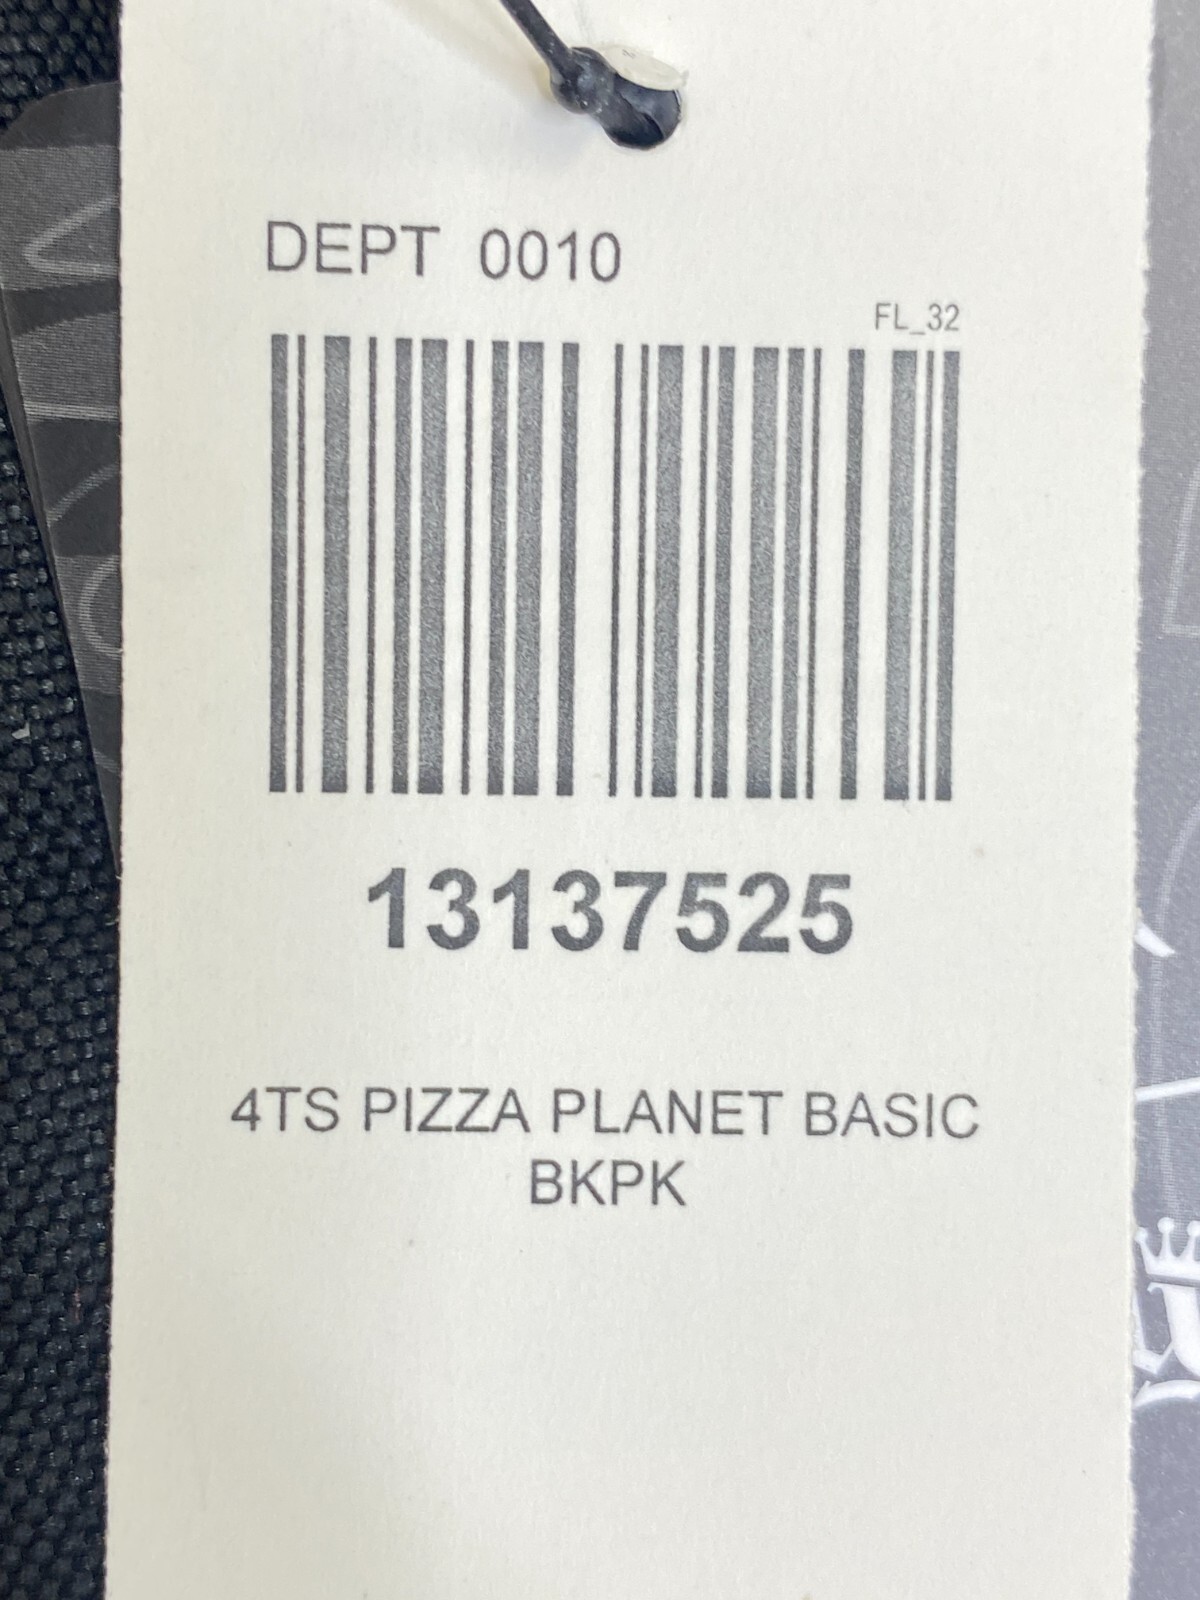 DEPT 0010
FL_32
13137525
4TS PIZZA PLANET BASIC
BKPK